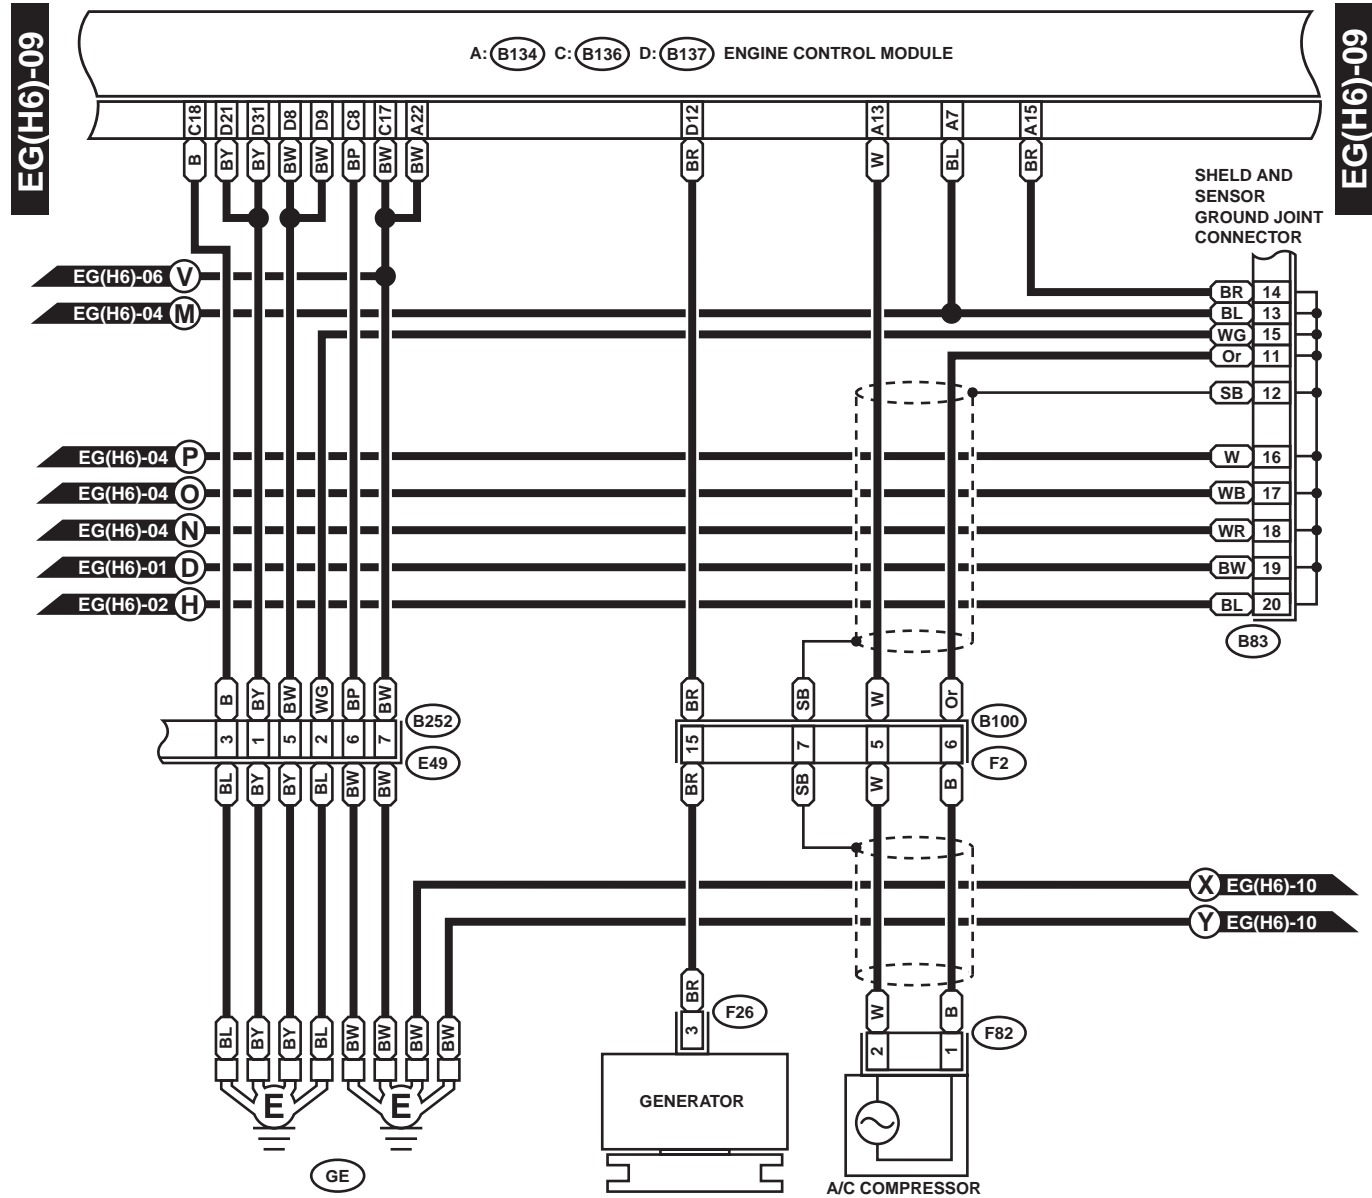 EG(H6)-09
EG(H6)-09
A: B134 C: B136 D: B137 ENGINE CONTROL MODULE
C18 D21 D31 D8 D9 C8 C17 A22 D12 A13 A7 A15
B BY BY BW BW BP BW BW BR W BL BR
SHELD AND
SENSOR
GROUND JOINT
CONNECTOR
EG(H6)-06 V
BR 14
EG(H6)-04 M
BL 13
WG 15
Or 11
SB 12
EG(H6)-04 P
W 16
EG(H6)-04 O
WB 17
EG(H6)-04 N
WR 18
EG(H6)-01 D
BW 19
EG(H6)-02 H
BL 20
B83
B BY BW WG BP BW BR SB W Or
B252
B100
3 1 5 2 6 7 15 7 5 6
E49
F2
BL BY BY BL BW BW BR SB W B
X EG(H6)-10
Y EG(H6)-10
BR W B
F26
3
F82
2 1
BL BY BY BL BW BW BW BW
E E
GENERATOR
GE
A/C COMPRESSOR